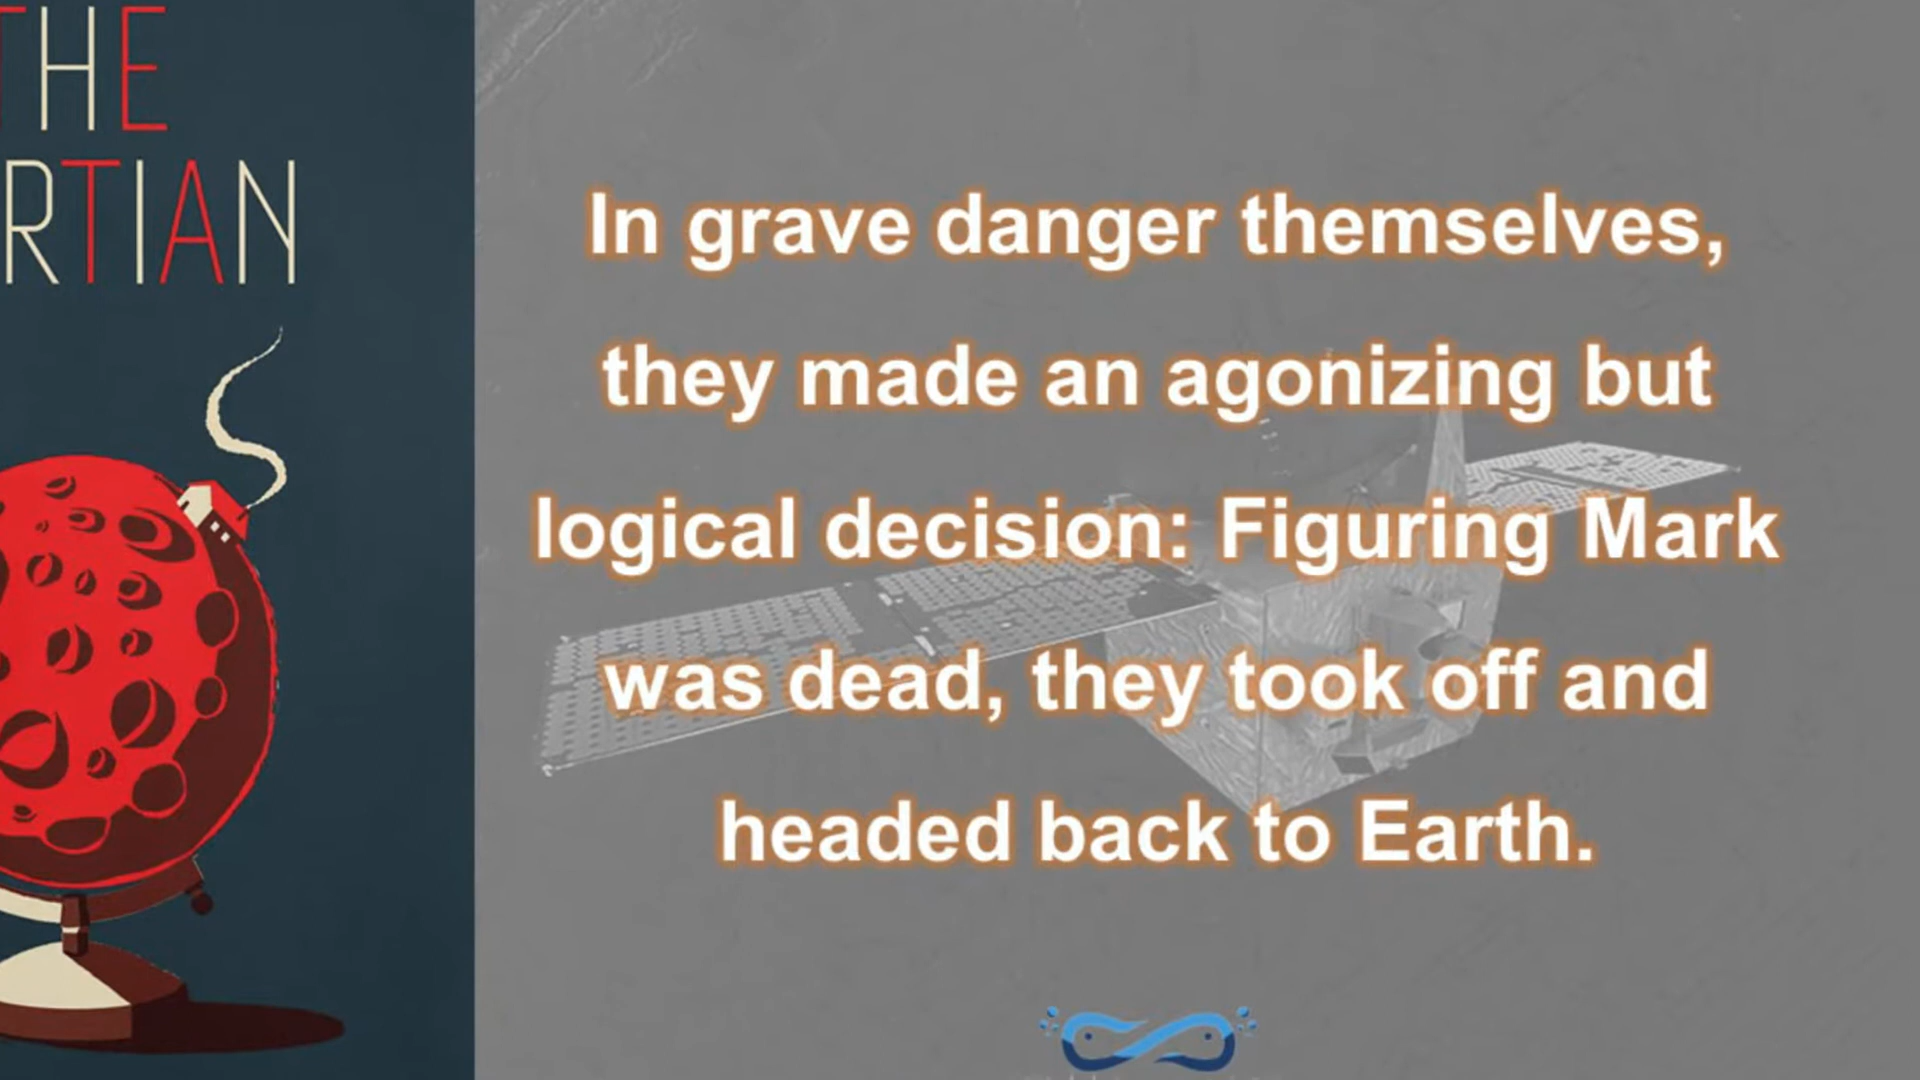 THE
RTIAN
In grave danger themselves,
they made an agonizing but
logical decision: Figuring Mark
was dead, they took off and
headed back to Earth.